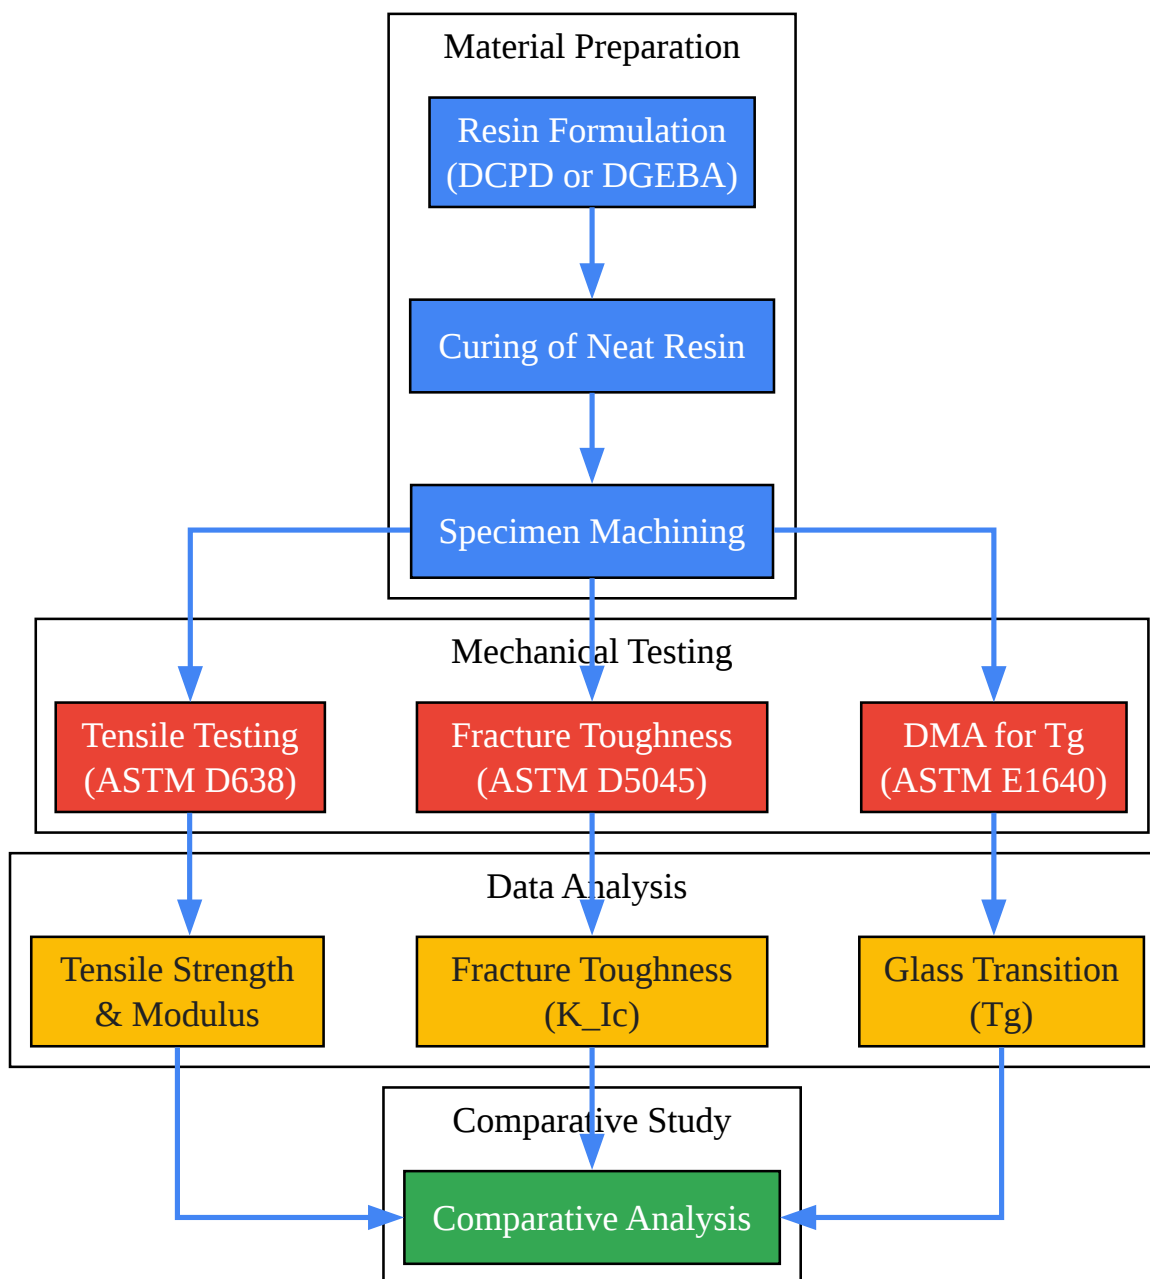 Material Preparation
Resin Formulation
(DCPD or DGEBA)
Curing of Neat Resin
Specimen Machining
Mechanical Testing
Tensile Testing
(ASTM D638)
Fracture Toughness
(ASTM D5045)
DMA for Tg
(ASTM E1640)
Data Analysis
Tensile Strength
& Modulus
Fracture Toughness
(K_Ic)
Glass Transition
(Tg)
Comparative Study
Comparative Analysis